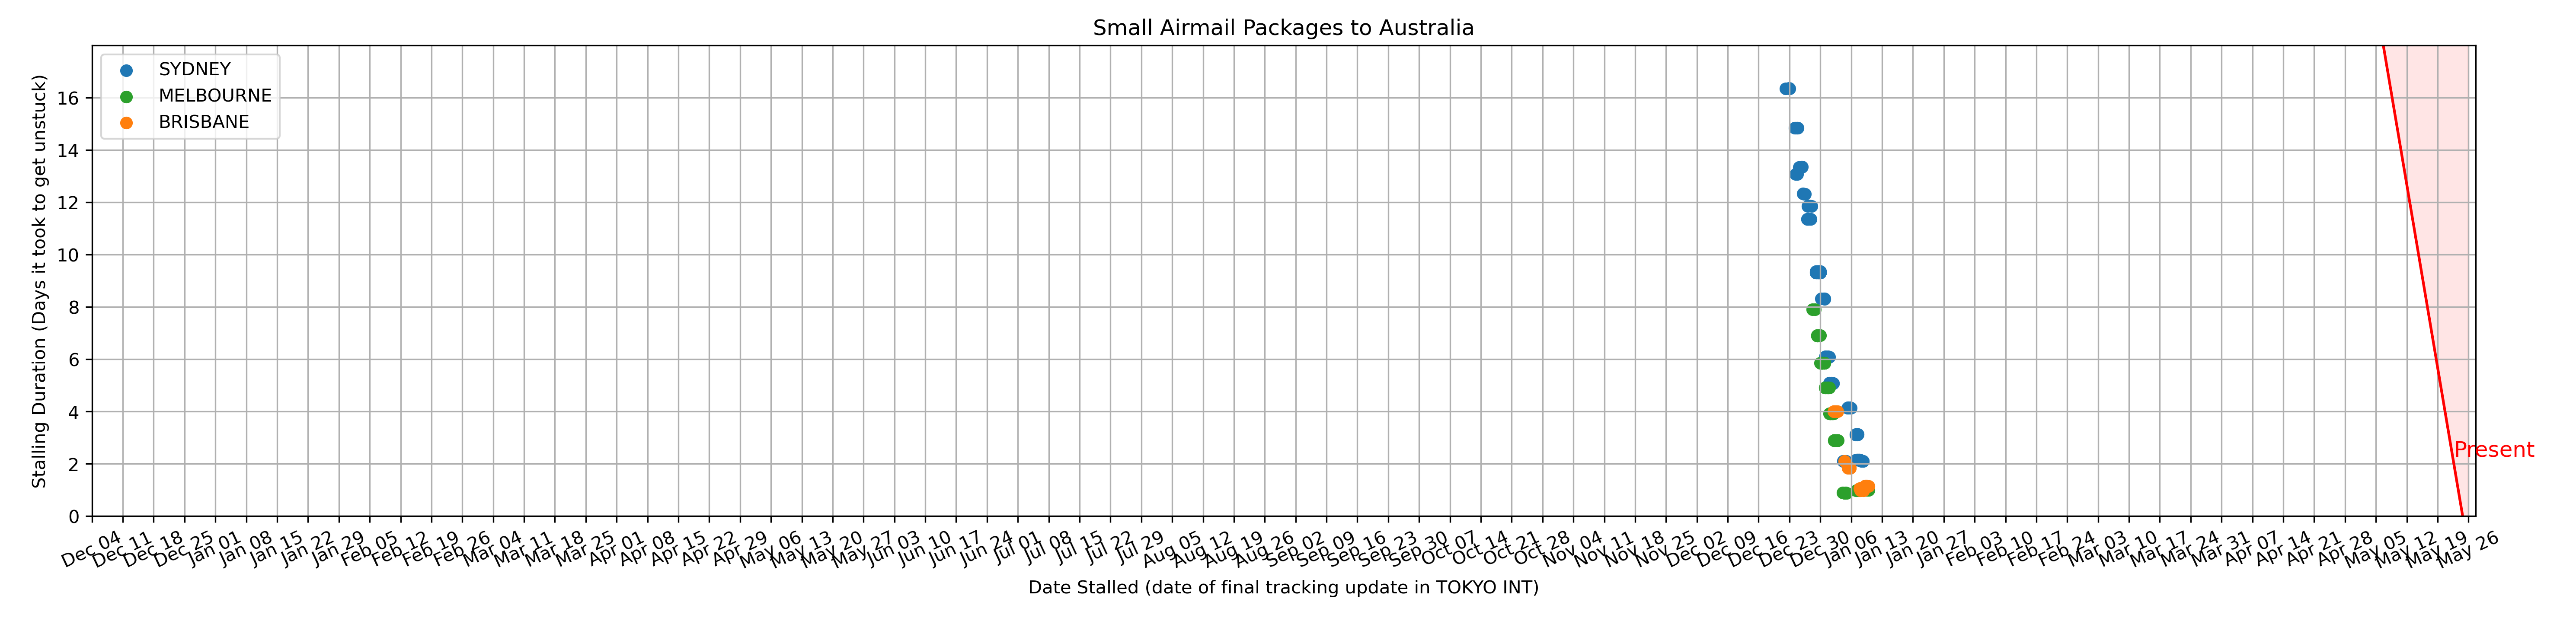 Small Airmail Packages to Australia
SYDNEY
MELBOURNE
BRISBANE
Stalling Duration (Days it took to get unstuck)
16
14
12
10
8
6
4
2
0
Present
Dec 04 Dec 11 Dec 18 Dec 25 Jan 01 Jan 08 Jan 15 Jan 22 Jan 29 Feb 05 Feb 12 Feb 19 Feb 26 Mar 04 Mar 11 Mar 18 Mar 25 Apr 01 Apr 08 Apr 15 Apr 22 Apr 29 May 06 May 13 May 20 May 27 Jun 03 Jun 10 Jun 17 Jun 24 Jul 01 Jul 08 Jul 15 Jul 22 Jul 29 Aug 05 Aug 12 Aug 19 Aug 26 Sep 02 Sep 09 Sep 16 Sep 23 Sep 30 Oct 07 Oct 14 Oct 21 Oct 28 Nov 04 Nov 11 Nov 18 Nov 25 Dec 02 Dec 09 Dec 16 Dec 23 Dec 30 Jan 06 Jan 13 Jan 20 Jan 27 Feb 03 Feb 10 Feb 17 Feb 24 Mar 03 Mar 10 Mar 17 Mar 24 Mar 31 Apr 07 Apr 14 Apr 21 Apr 28 May 05 May 12 May 19 May 26
Date Stalled (date of final tracking update in TOKYO INT)